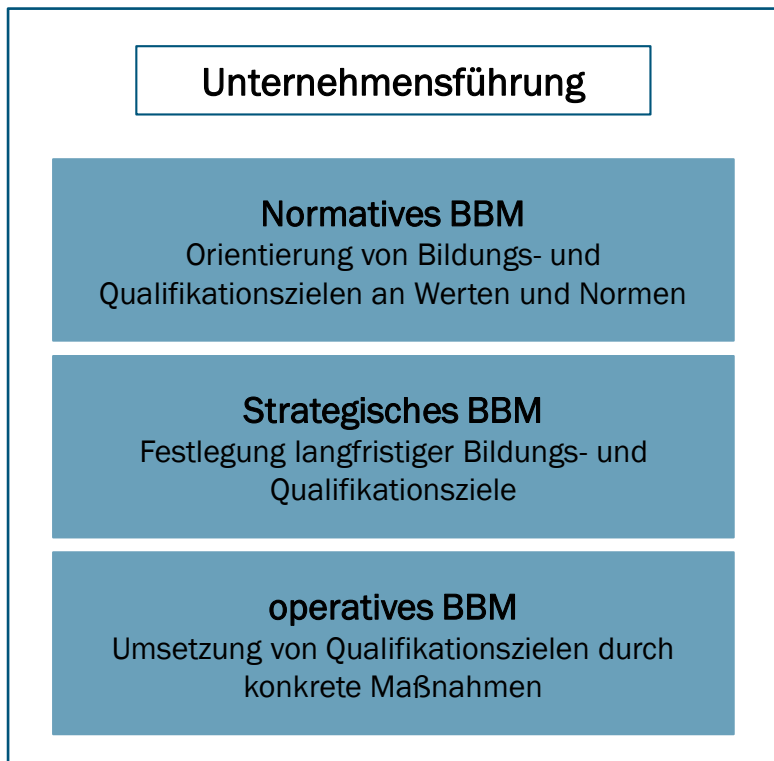 Unternehmensführung
Normatives BBM
Orientierung von Bildungs- und
Qualifikationszielen an Werten und Normen
Strategisches BBM
Festlegung langfristiger Bildungs- und
Qualifikationsziele
operatives BBM
Umsetzung von Qualifikationszielen durch
konkrete Maßnahmen